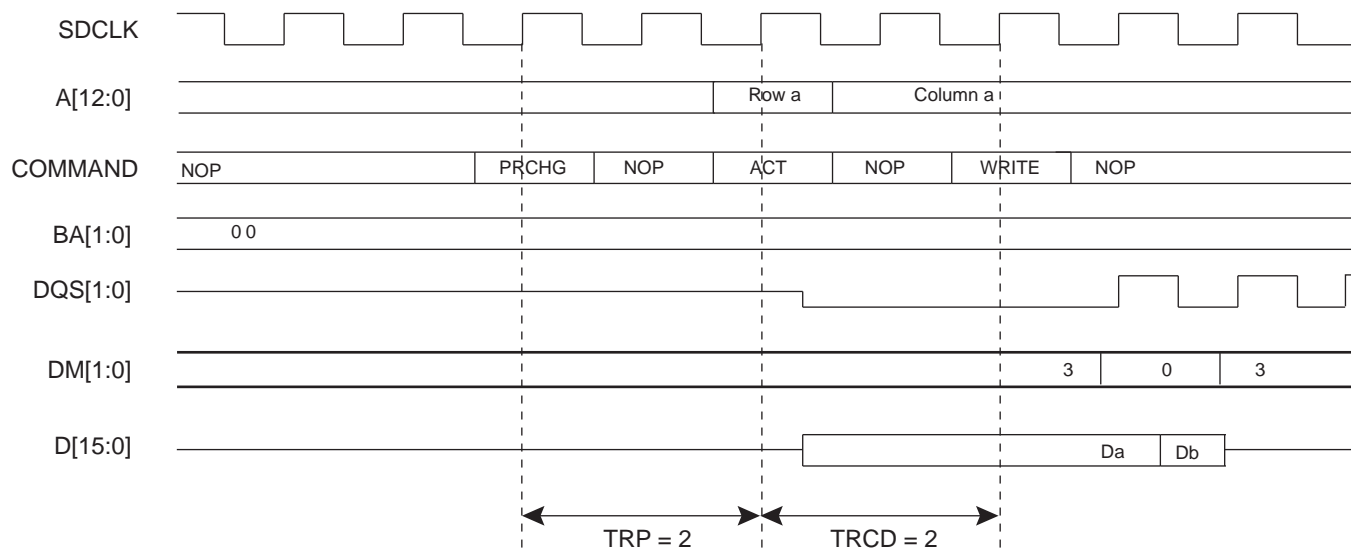 SDCLK
A[12:0] Row a Column a
COMMAND NOP PRCHG NOP ACT NOP WRITE NOP
BA[1:0] 0 0
DQS[1:0]
DM[1:0] 3 0 3
D[15:0] Da Db
TRP = 2 TRCD = 2